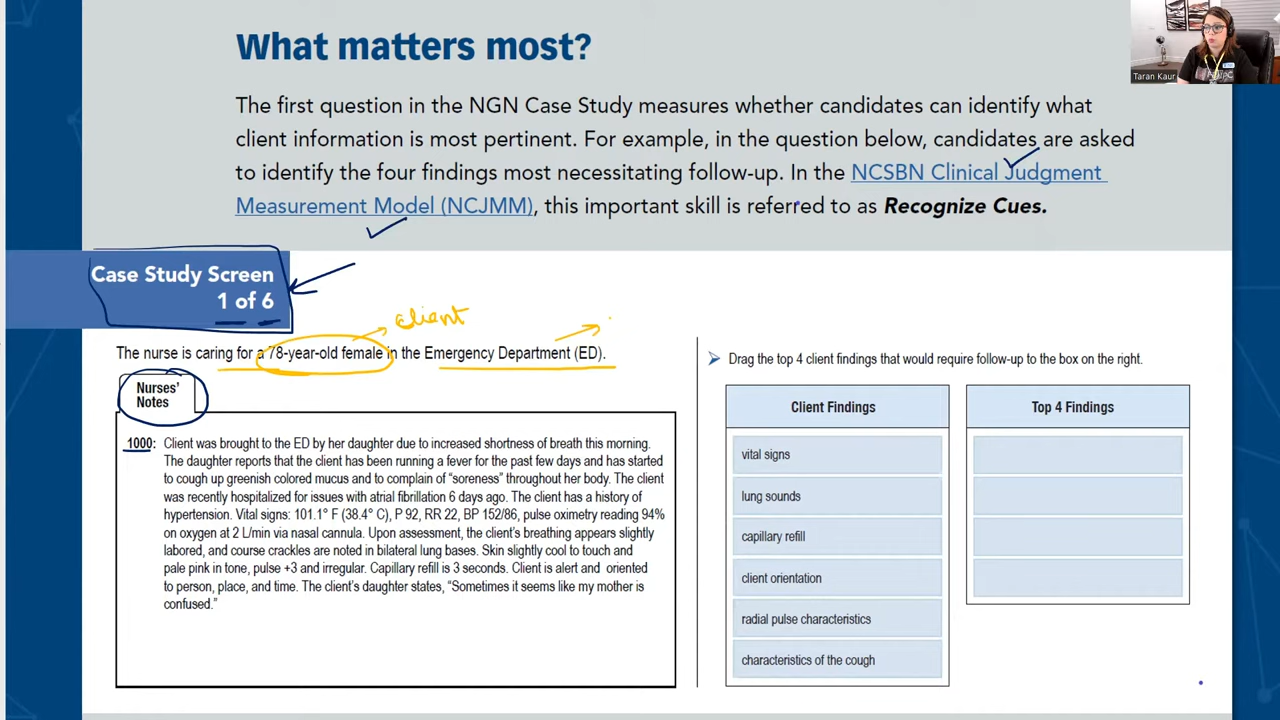 What matters most?
Taran Kaur
The first question in the NGN Case Study measures whether candidates can identify what
client information is most pertinent. For example, in the question below, candidates are asked
to identify the four findings most necessitating follow-up. In the NCSBN Clinical Judgment
Measurement Model (NCJMM), this important skill is referred to as Recognize Cues.
Case Study Screen
1 of 6
client
The nurse is caring for a 78-year-old female in the Emergency Department (ED).
Nurses'
Notes
1000: Client was brought to the ED by her daughter due to increased shortness of breath this morning.
The daughter reports that the client has been running a fever for the past few days and has started
to cough up greenish colored mucus and to complain of “soreness” throughout her body. The client
was recently hospitalized for issues with atrial fibrillation 6 days ago. The client has a history of
hypertension. Vital signs: 101.1° F (38.4° C), P 92, RR 22, BP 152/86, pulse oximetry reading 94%
on oxygen at 2 L/min via nasal cannula. Upon assessment, the client's breathing appears slightly
labored, and course crackles are noted in bilateral lung bases. Skin slightly cool to touch and
pale pink in tone, pulse +3 and irregular. Capillary refill is 3 seconds. Client is alert and oriented
to person, place, and time. The client's daughter states, “Sometimes it seems like my mother is
confused.”
Drag the top 4 client findings that would require follow-up to the box on the right.
Client Findings
vital signs
lung sounds
capillary refill
client orientation
radial pulse characteristics
characteristics of the cough
Top 4 Findings